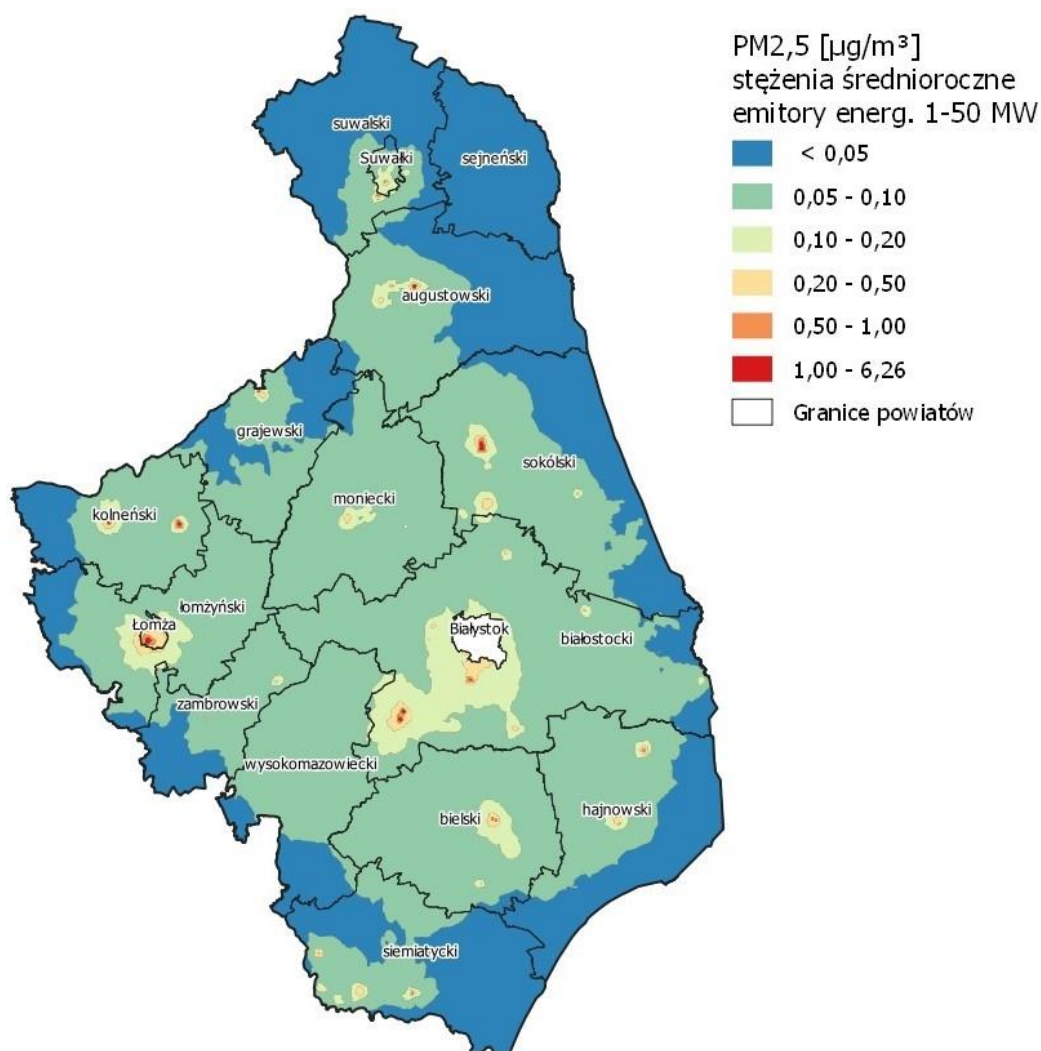 PM2,5 [µg/m³]
stężenia średnioroczne
emitory energ. 1-50 MW
< 0,05
0,05 - 0,10
0,10 - 0,20
0,20 - 0,50
0,50 - 1,00
1,00 - 6,26
Granice powiatów
suwalski
Suwałki
sejneński
augustowski
grajewski
sokólski
moniecki
kolneński
łomżyński
Łomża
Białystok
białostocki
zambrowski
wysokomazowiecki
hajnowski
bielski
siemiatycki